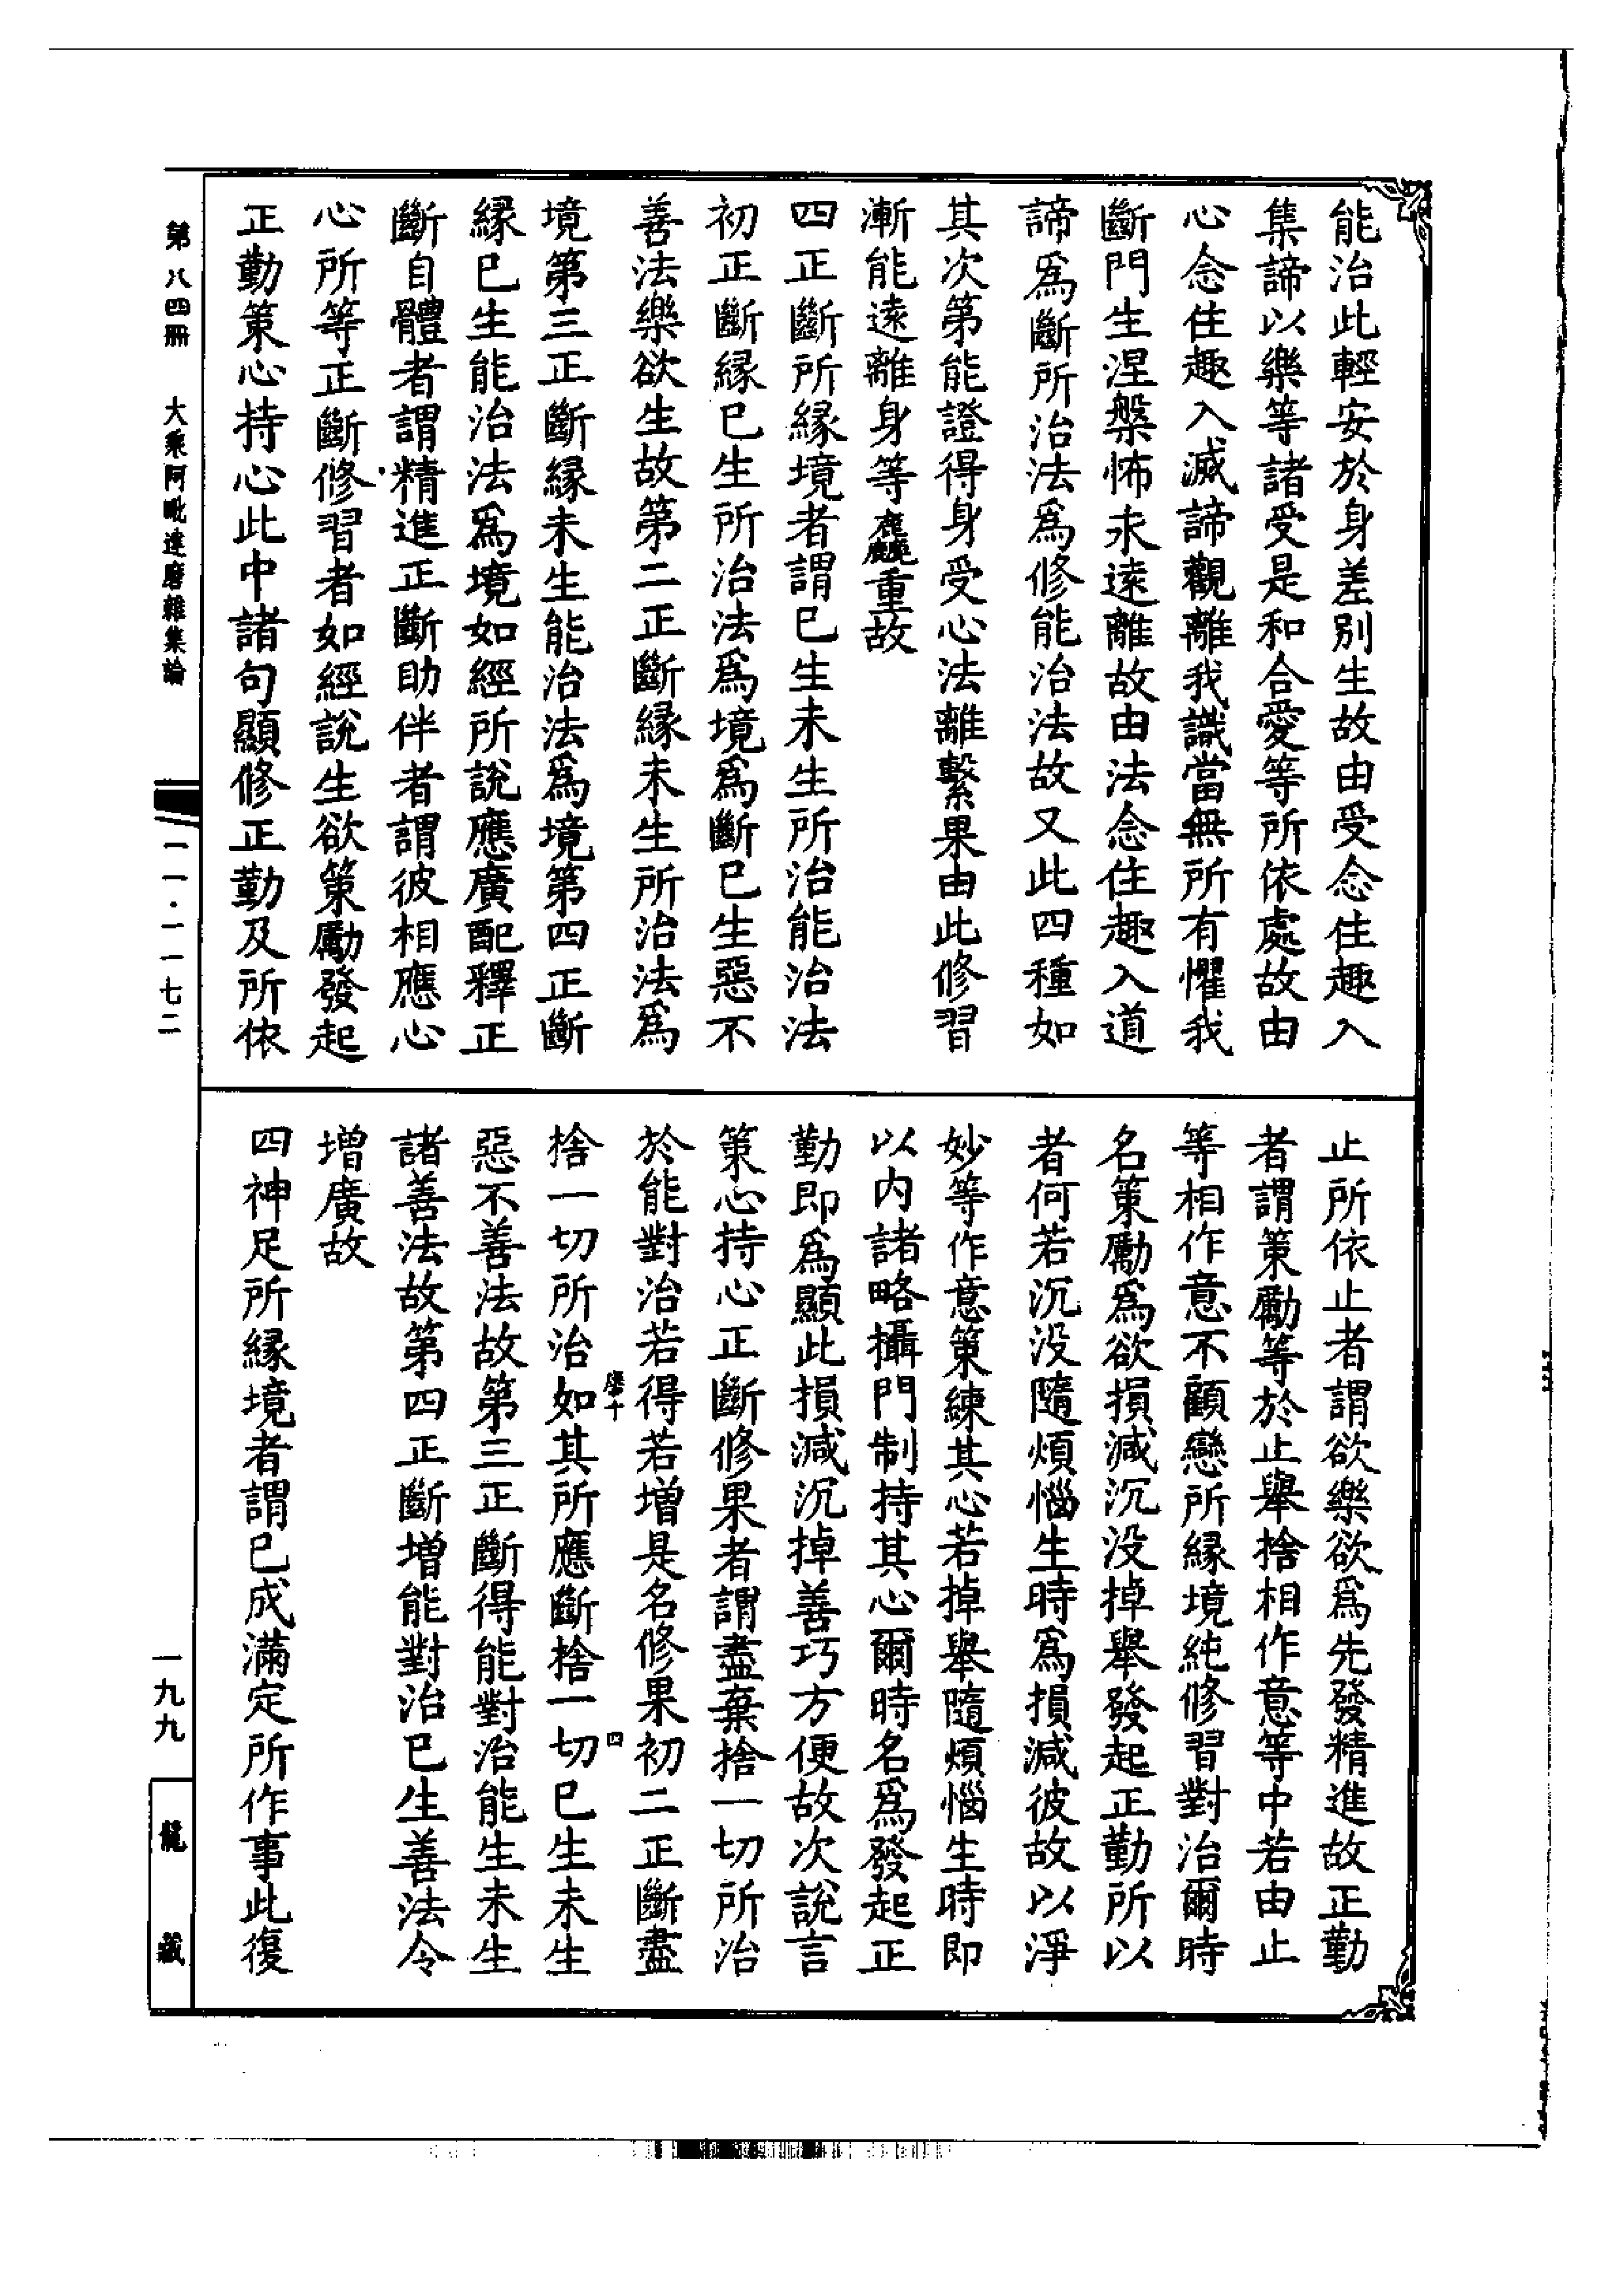 能治此輕安於身差別生故由受念住趣入
集諦以樂等諸受是和合愛等所依處故由
心念住趣入滅諦觀離我識當無所有懼我
斷門生涅槃怖永遠離故由法念住趣入道
諦爲斷所治法爲修能治法故又此四種如
其次第能證得身受心法離繫果由此修習
漸能遠離身等麤重故
四正斷所緣境者謂已生未生所治能治法
初正斷緣已生所治法爲境爲斷已生惡不
善法樂欲生故第二正斷緣未生所治法爲
境第三正斷緣未生能治法爲境第四正斷
緣已生能治法爲境如經所說應廣配釋正
斷自體者謂精進正斷助伴者謂彼相應心
心所等正斷修習者如經說生欲策勵發起
正勤策心持心此中諸句顯修正勤及所依
止所依止者謂欲樂欲爲先發精進故正勤
者謂策勵等於止舉捨相作意等中若由止
等相作意不顧戀所緣境純修習對治爾時
名策勵爲欲損減沉没掉舉發起正勤所以
者何若沉没隨煩惱生時爲損減彼故以淨
妙等作意策練其心若掉舉隨煩惱生時即
以内諸略攝門制持其心爾時名爲發起正
勤即爲顯此損減沉掉善巧方便故次說言
策心持心正斷修果者謂盡棄捨一切所治
於能對治若得若增是名修果初二正斷盡
捨一切所治如其所應斷捨一切已生未生
惡不善法故第三正斷得能對治能生未生
諸善法故第四正斷增能對治已生善法令
增廣故
四神足所緣境者謂已成滿定所作事此復
第八四冊 大乘阿毗達磨雜集論
一一·一一七二
一九九
龍藏
四